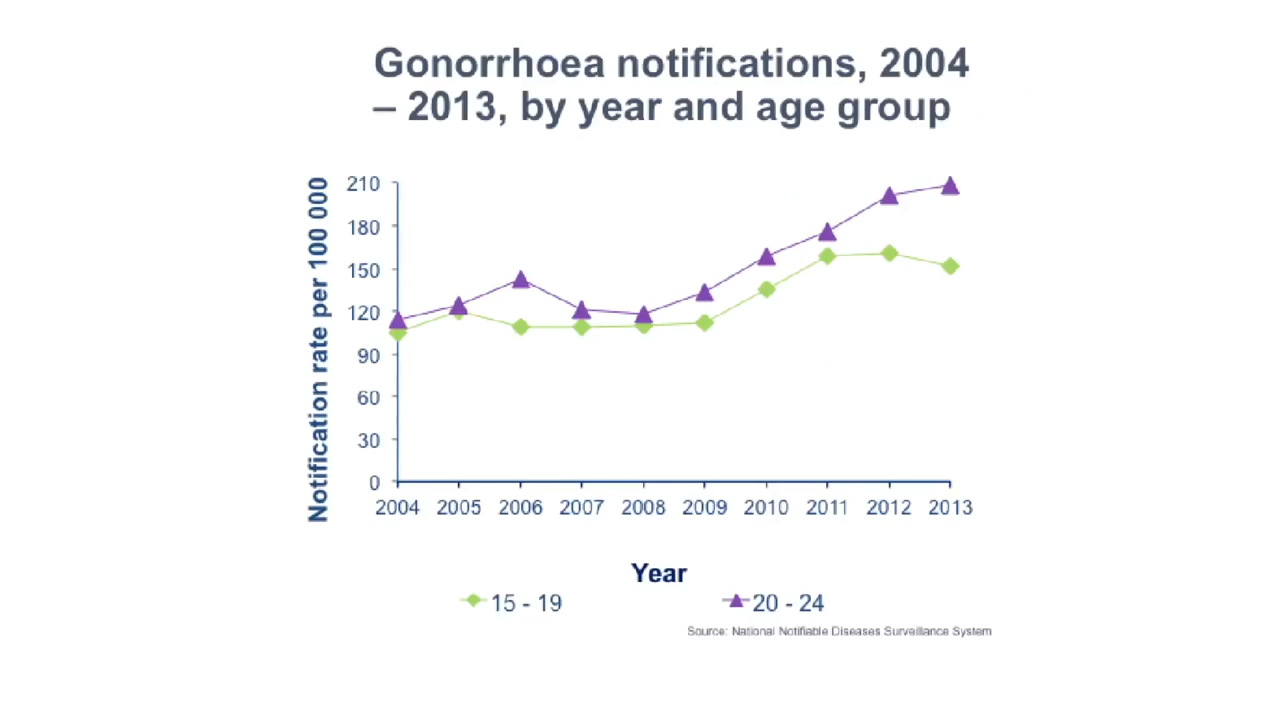 Gonorrhoea notifications, 2004
– 2013, by year and age group
Notification rate per 100 000
210
180
150
120
90
60
30
0
2004 2005 2006 2007 2008 2009 2010 2011 2012 2013
Year
15 - 19 20 - 24
Source: National Notifiable Diseases Surveillance System